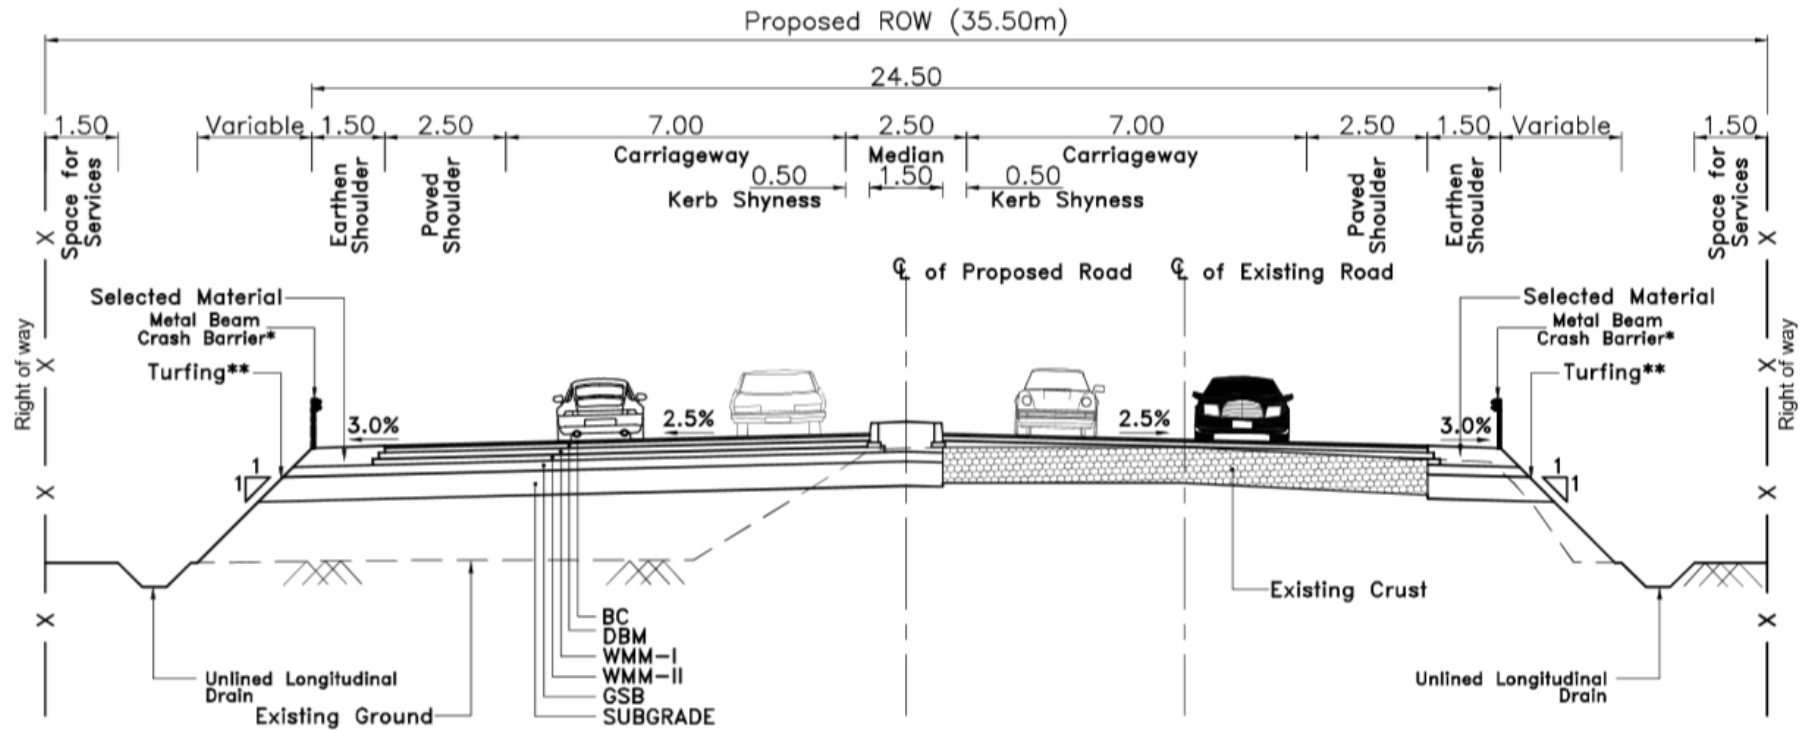 Proposed ROW (35.50m)
24.50
1.50
Variable
1.50
2.50
7.00
2.50
7.00
2.50
1.50
Variable
1.50
Space for
Services
Earthen
Shoulder
Paved
Shoulder
Carriageway
Median
Carriageway
Paved
Shoulder
Earthen
Shoulder
Space for
Services
0.50
1.50
0.50
Kerb Shyness
Kerb Shyness
℄ of Proposed Road
℄ of Existing Road
Selected Material
Metal Beam
Crash Barrier*
Turfing**
Selected Material
Metal Beam
Crash Barrier*
Turfing**
Right of way
Right of way
X
X
X
X
X
X
X
X
3.0%
2.5%
2.5%
3.0%
1
1
1
1
Existing Crust
BC
DBM
WMM-I
WMM-II
GSB
SUBGRADE
Unlined Longitudinal
Drain
Existing Ground
Unlined Longitudinal
Drain